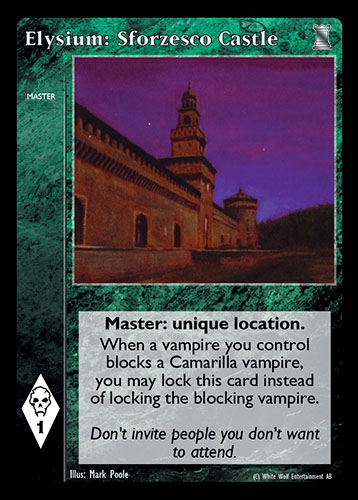 Elysium: Sforzesco Castle
MASTER
Master: unique location.
When a vampire you control
blocks a Camarilla vampire,
you may lock this card instead
of locking the blocking vampire.
Don't invite people you don't want
to attend.
1
Illus: Mark Poole
(C) White Wolf Entertainment AB